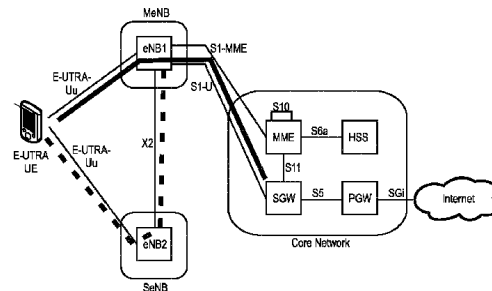 MeNB
eNB1
S1-MME
E-UTRA-
Uu
S1-U
E-UTRA
UE
E-UTRA-
Uu
X2
S10
MME
S6a
HSS
S11
SGW
S5
PGW
SGi
Internet
Core Network
eNB2
SeNB